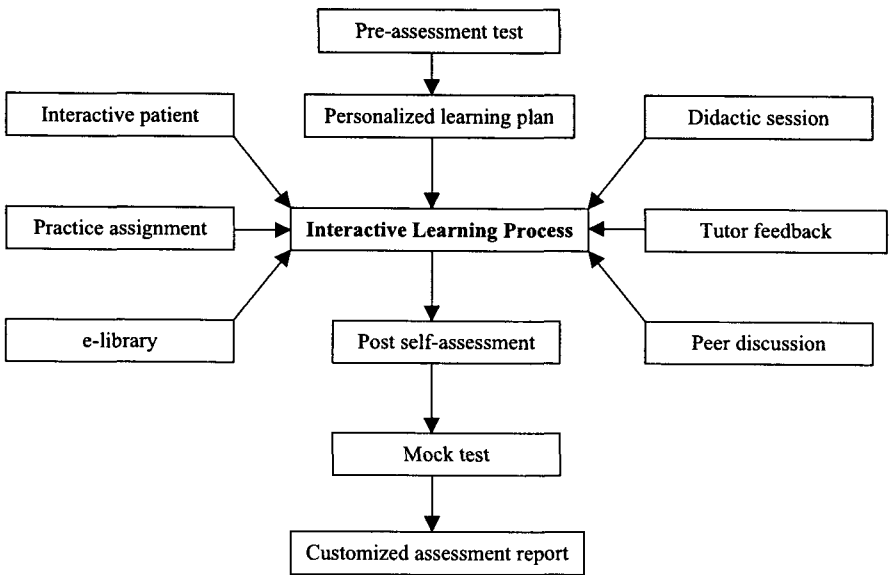 Pre-assessment test
Interactive patient
Personalized learning plan
Didactic session
Practice assignment
Interactive Learning Process
Tutor feedback
e-library
Post self-assessment
Peer discussion
Mock test
Customized assessment report